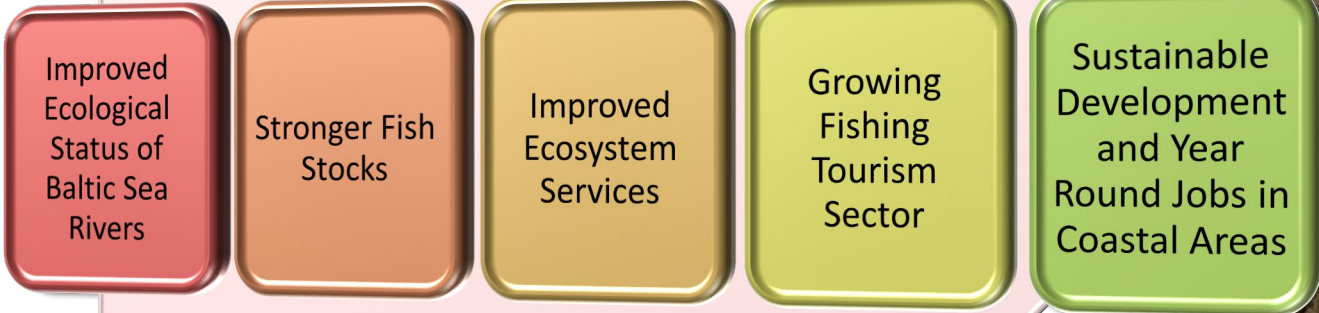 Improved
Ecological
Status of
Baltic Sea
Rivers
Stronger Fish
Stocks
Improved
Ecosystem
Services
Growing
Fishing
Tourism
Sector
Sustainable
Development
and Year
Round Jobs in
Coastal Areas